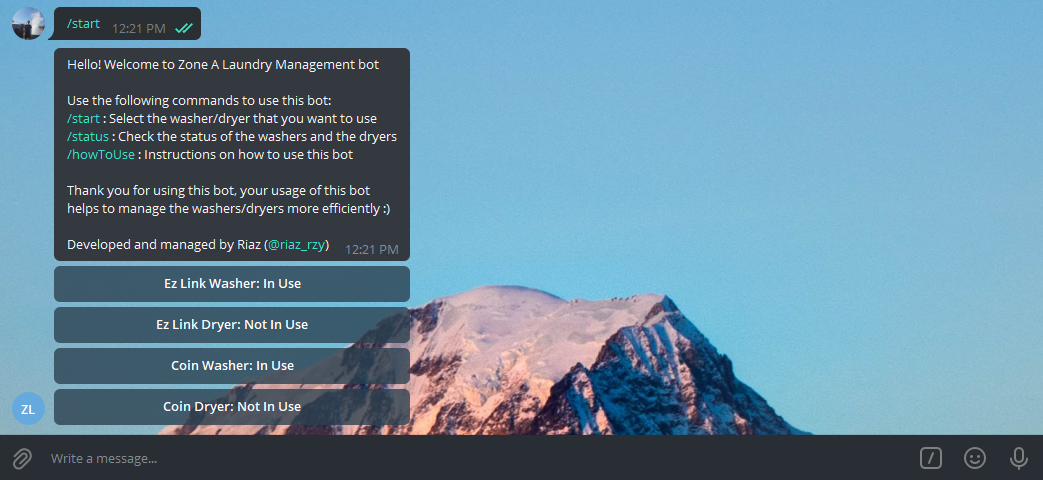 /start 12:21 PM
Hello! Welcome to Zone A Laundry Management bot
Use the following commands to use this bot:
/start : Select the washer/dryer that you want to use
/status : Check the status of the washers and the dryers
/howToUse : Instructions on how to use this bot
Thank you for using this bot, your usage of this bot
helps to manage the washers/dryers more efficiently :)
Developed and managed by Riaz (@riaz_rzy) 12:21 PM
Ez Link Washer: In Use
Ez Link Dryer: Not In Use
Coin Washer: In Use
Coin Dryer: Not In Use
ZL
Write a message...